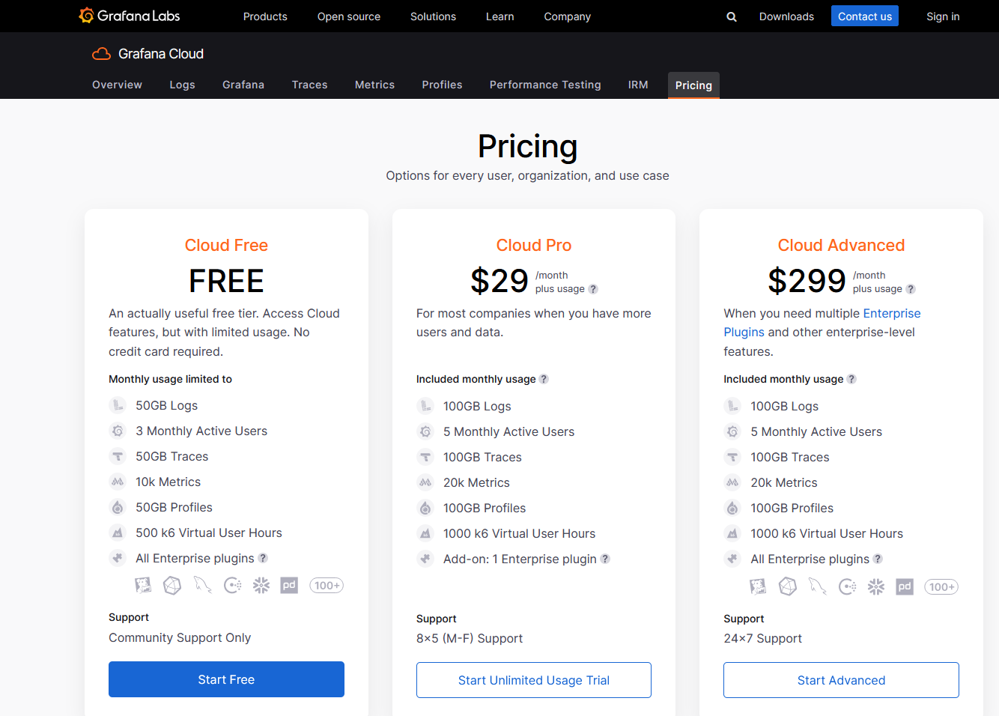 Grafana Labs
Products
Open source
Solutions
Learn
Company
Downloads
Contact us
Sign in
Grafana Cloud
Overview
Logs
Grafana
Traces
Metrics
Profiles
Performance Testing
IRM
Pricing
Pricing
Options for every user, organization, and use case
Cloud Free
FREE
An actually useful free tier. Access Cloud
features, but with limited usage. No
credit card required.
Monthly usage limited to
50GB Logs
3 Monthly Active Users
50GB Traces
10k Metrics
50GB Profiles
500 k6 Virtual User Hours
All Enterprise plugins ?
pd
100+
Support
Community Support Only
Start Free
Cloud Pro
$29 /month
plus usage ?
For most companies when you have more
users and data.
Included monthly usage ?
100GB Logs
5 Monthly Active Users
100GB Traces
20k Metrics
100GB Profiles
1000 k6 Virtual User Hours
Add-on: 1 Enterprise plugin ?
Support
8×5 (M-F) Support
Start Unlimited Usage Trial
Cloud Advanced
$299 /month
plus usage ?
When you need multiple Enterprise
Plugins and other enterprise-level
features.
Included monthly usage ?
100GB Logs
5 Monthly Active Users
100GB Traces
20k Metrics
100GB Profiles
1000 k6 Virtual User Hours
All Enterprise plugins ?
pd
100+
Support
24×7 Support
Start Advanced